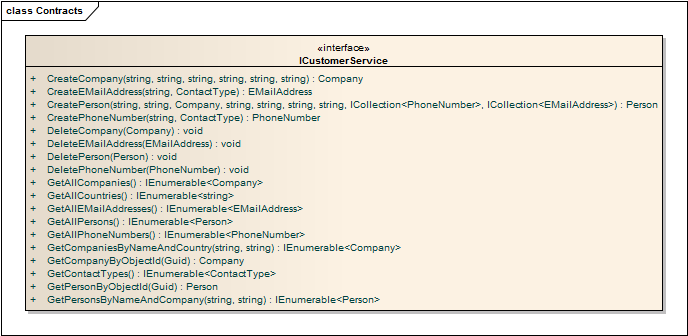 class Contracts
«interface»
ICustomerService
+ CreateCompany(string, string, string, string, string, string) : Company
+ CreateEMailAddress(string, ContactType) : EMailAddress
+ CreatePerson(string, string, Company, string, string, string, string, ICollection<PhoneNumber>, ICollection<EMailAddress>) : Person
+ CreatePhoneNumber(string, ContactType) : PhoneNumber
+ DeleteCompany(Company) : void
+ DeleteEMailAddress(EMailAddress) : void
+ DeletePerson(Person) : void
+ DeletePhoneNumber(PhoneNumber) : void
+ GetAllCompanies() : IEnumerable<Company>
+ GetAllCountries() : IEnumerable<string>
+ GetAllEMailAddresses() : IEnumerable<EMailAddress>
+ GetAllPersons() : IEnumerable<Person>
+ GetAllPhoneNumbers() : IEnumerable<PhoneNumber>
+ GetCompaniesByNameAndCountry(string, string) : IEnumerable<Company>
+ GetCompanyByObjectId(Guid) : Company
+ GetContactTypes() : IEnumerable<ContactType>
+ GetPersonByObjectId(Guid) : Person
+ GetPersonsByNameAndCompany(string, string) : IEnumerable<Person>